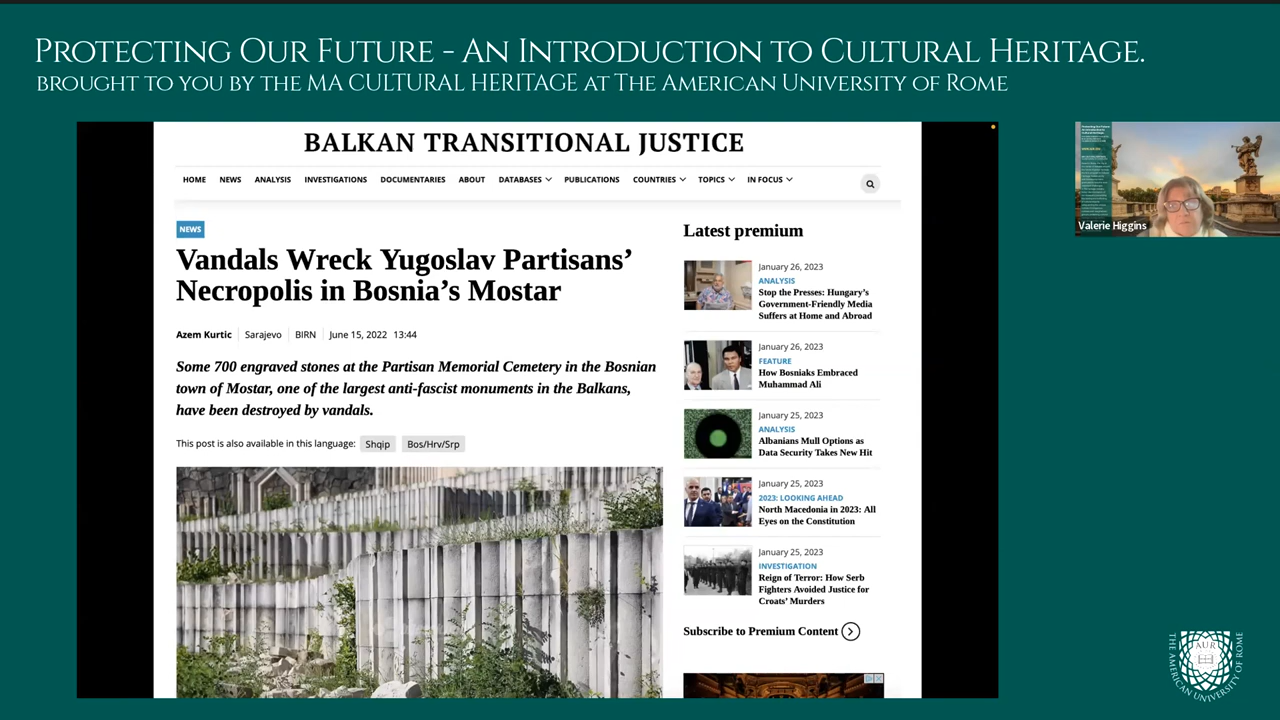 PROTECTING OUR FUTURE - AN INTRODUCTION TO CULTURAL HERITAGE.
BROUGHT TO YOU BY THE MA CULTURAL HERITAGE AT THE AMERICAN UNIVERSITY OF ROME
BALKAN TRANSITIONAL JUSTICE
HOME NEWS ANALYSIS INVESTIGATIONS DOCUMENTARIES ABOUT DATABASES PUBLICATIONS COUNTRIES TOPICS IN FOCUS
NEWS
Vandals Wreck Yugoslav Partisans’
Necropolis in Bosnia’s Mostar
Azem Kurtic Sarajevo BIRN June 15, 2022 13:44
Some 700 engraved stones at the Partisan Memorial Cemetery in the Bosnian
town of Mostar, one of the largest anti-fascist monuments in the Balkans,
have been destroyed by vandals.
This post is also available in this language: Shqip Bos/Hrv/Srp
Latest premium
January 26, 2023
ANALYSIS
Stop the Presses: Hungary’s
Government-Friendly Media
Suffers at Home and Abroad
January 26, 2023
FEATURE
How Bosniaks Embraced
Muhammad Ali
January 25, 2023
ANALYSIS
Albanians Mull Options as
Data Security Takes New Hit
January 25, 2023
2023: LOOKING AHEAD
North Macedonia in 2023: All
Eyes on the Constitution
January 25, 2023
INVESTIGATION
Reign of Terror: How Serb
Fighters Avoided Justice for
Croats’ Murders
Subscribe to Premium Content
Valerie Higgins
AUR
THE AMERICAN UNIVERSITY OF ROME